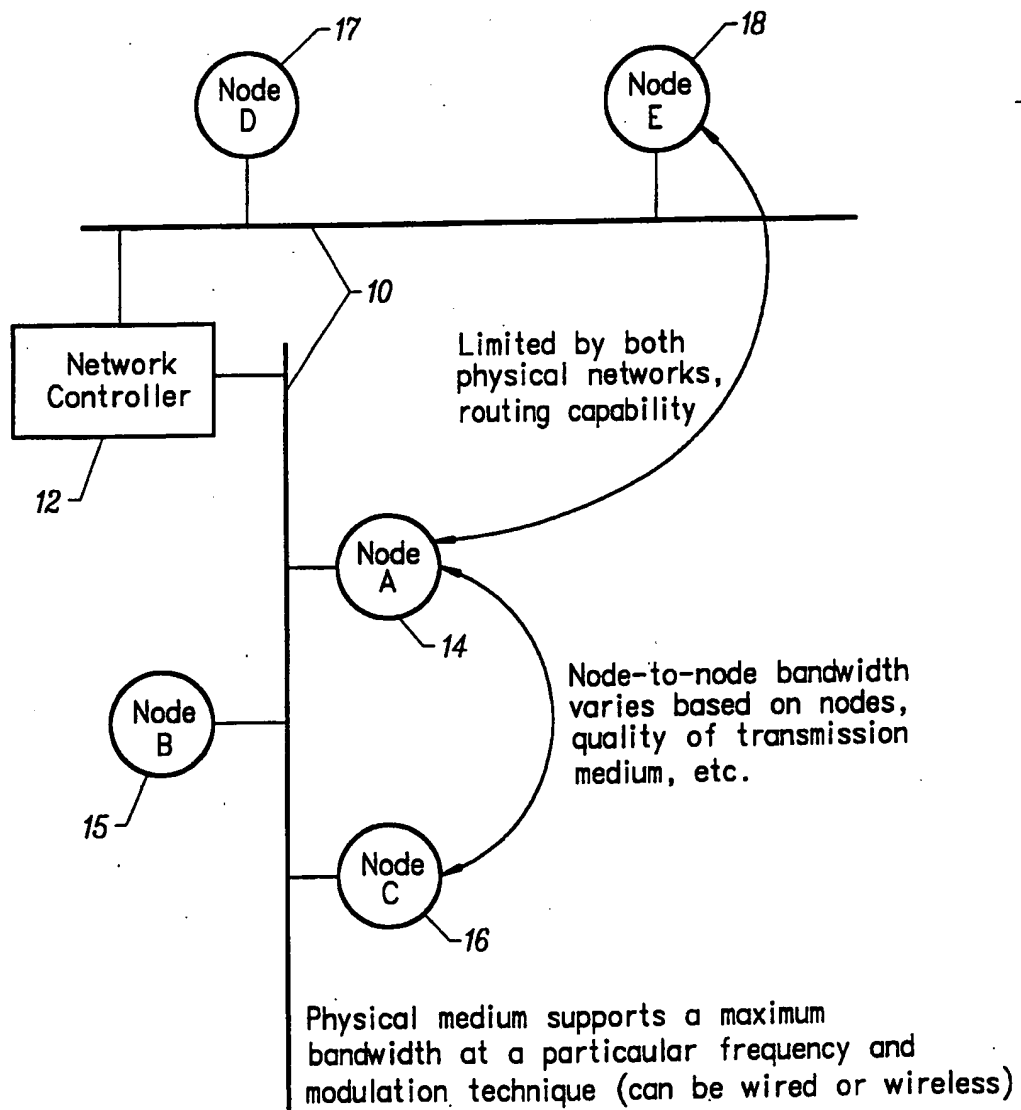 17
Node
D
18
Node
E
10
Network
Controller
12
Limited by both
physical networks,
routing capability
Node
A
14
Node-to-node bandwidth
varies based on nodes,
quality of transmission
medium, etc.
Node
B
15
Node
C
16
Physical medium supports a maximum
bandwidth at a particaular frequency and
modulation technique (can be wired or wireless)